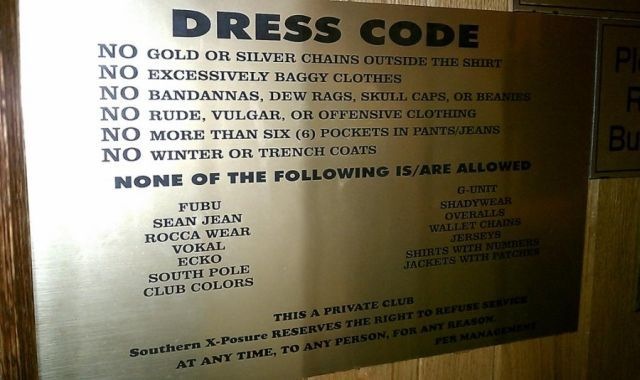 DRESS CODE
NO GOLD OR SILVER CHAINS OUTSIDE THE SHIRT
NO EXCESSIVELY BAGGY CLOTHES
NO BANDANNAS, DEW RAGS, SKULL CAPS, OR BEANIES
NO RUDE, VULGAR, OR OFFENSIVE CLOTHING
NO MORE THAN SIX (6) POCKETS IN PANTS/JEANS
NO WINTER OR TRENCH COATS
NONE OF THE FOLLOWING IS/ARE ALLOWED
FUBU
SEAN JEAN
ROCCA WEAR
VOKAL
ECKO
SOUTH POLE
CLUB COLORS
G-UNIT
SHADYWEAR
OVERALLS
WALLET CHAINS
JERSEYS
SHIRTS WITH NUMBERS
JACKETS WITH PATCHES
THIS A PRIVATE CLUB
Southern X-Posure RESERVES THE RIGHT TO REFUSE SERVICE
AT ANY TIME, TO ANY PERSON, FOR ANY REASON.
PER MANAGEMENT